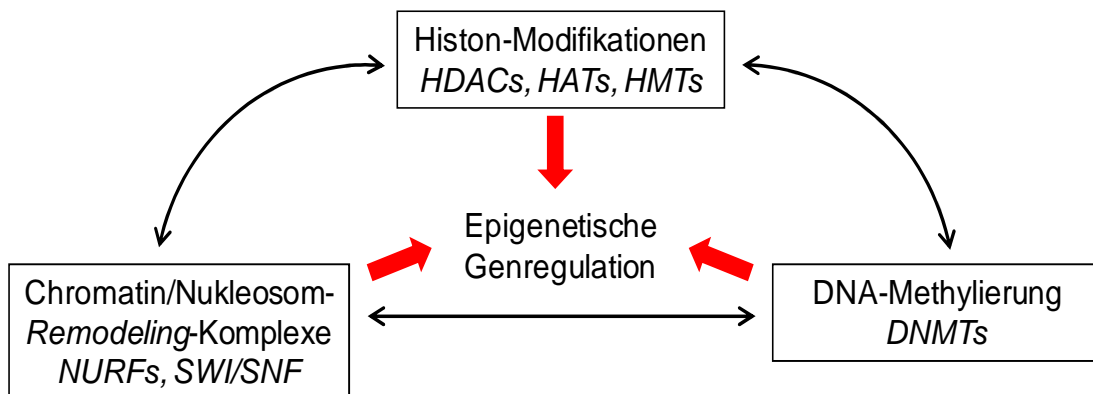 Histon-Modifikationen
HDACs, HATs, HMTs
Epigenetische
Genregulation
Chromatin/Nukleosom-
Remodeling-Komplexe
NURFs, SWI/SNF
DNA-Methylierung
DNMTs